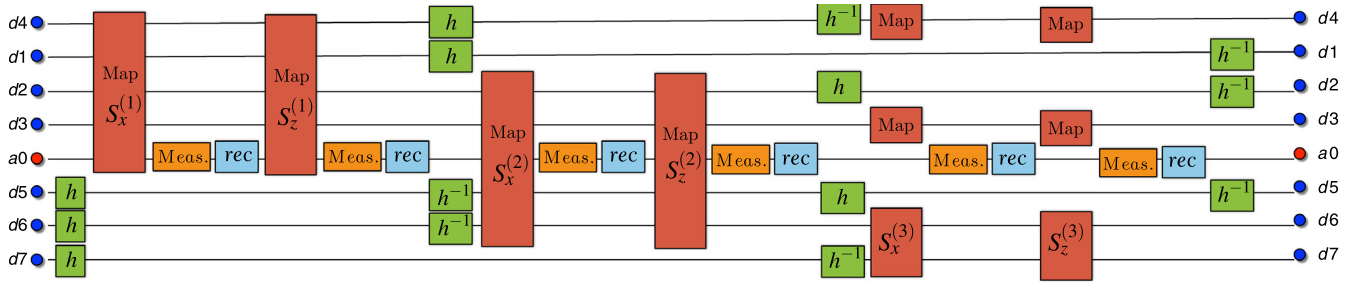 d4 h h⁻¹ Map Map d4
d1 Map Map h h⁻¹ d1
d2 S_x^{(1)} S_z^{(1)} h h⁻¹ d2
d3 Map Map Map Map d3
a0 Meas. rec Meas. rec S_x^{(2)} Meas. rec S_z^{(2)} Meas. rec Meas. rec Meas. rec a0
d5 h h⁻¹ h h⁻¹ d5
d6 h h⁻¹ S_x^{(3)} S_z^{(3)} d6
d7 h h⁻¹ d7